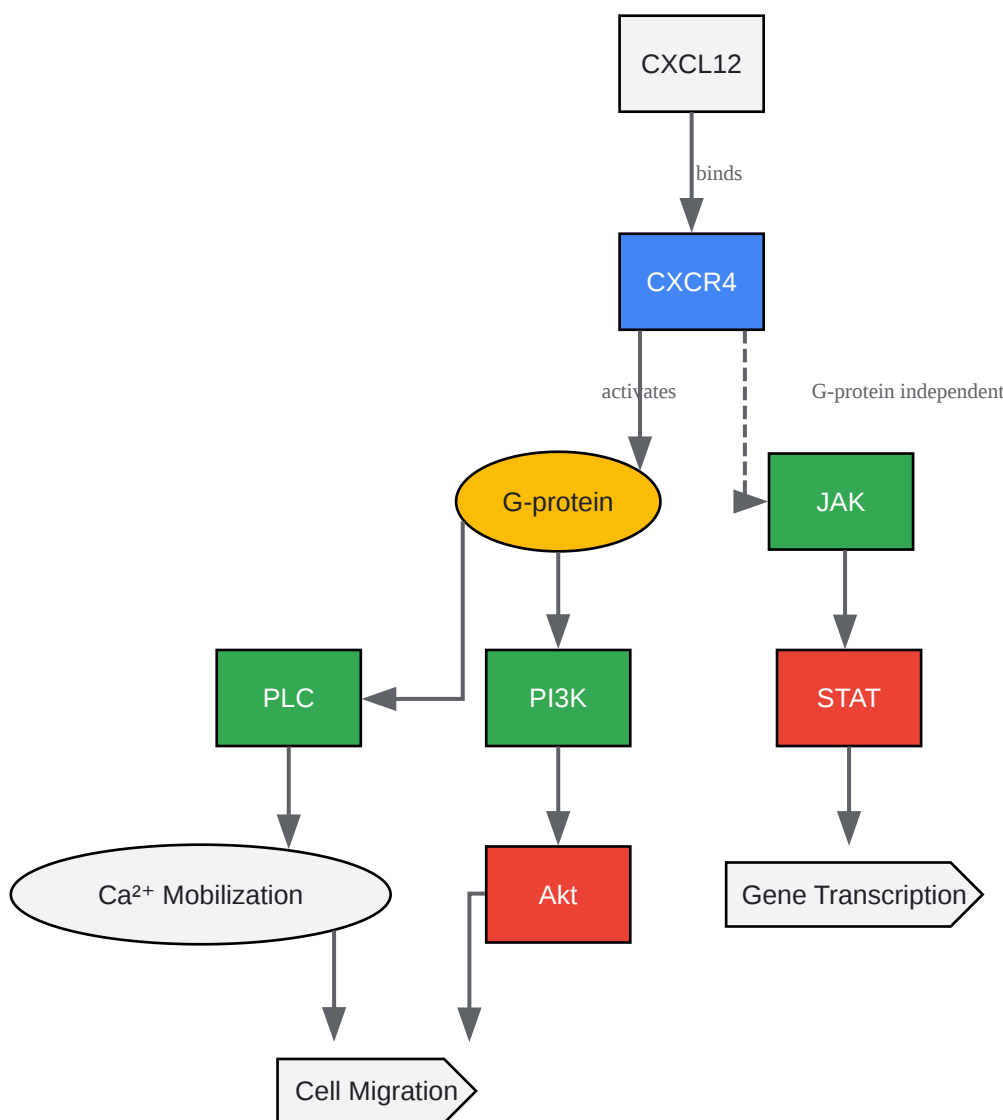 CXCL12
binds
CXCR4
activates
G-protein independent
G-protein
JAK
PLC
PI3K
STAT
Ca²⁺ Mobilization
Akt
Gene Transcription
Cell Migration